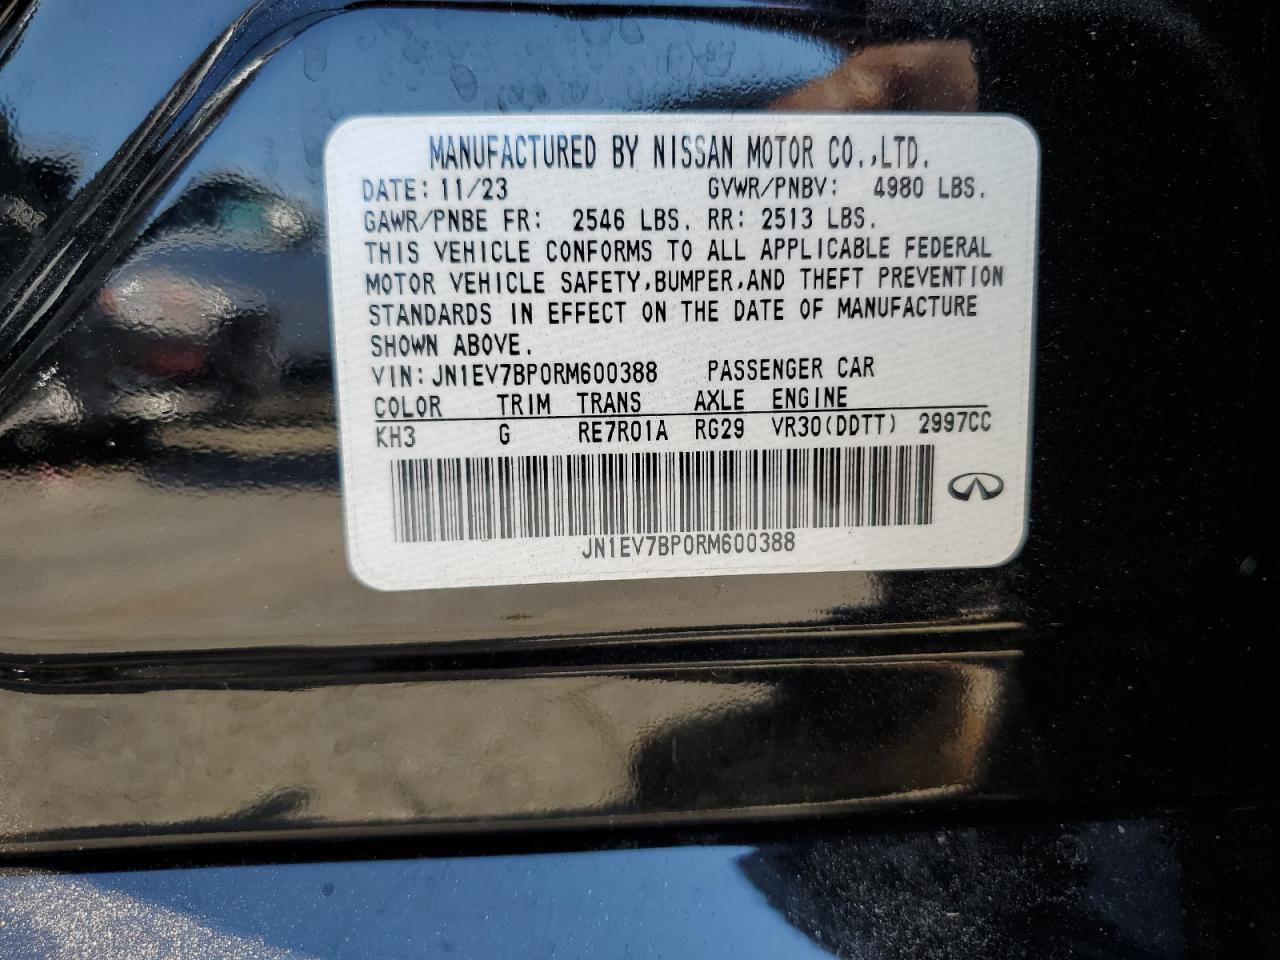 MANUFACTURED BY NISSAN MOTOR CO.,LTD.
DATE: 11/23 GVWR/PNBV: 4980 LBS.
GAWR/PNBE FR: 2546 LBS. RR: 2513 LBS.
THIS VEHICLE CONFORMS TO ALL APPLICABLE FEDERAL
MOTOR VEHICLE SAFETY,BUMPER,AND THEFT PREVENTION
STANDARDS IN EFFECT ON THE DATE OF MANUFACTURE
SHOWN ABOVE.
VIN:JN1EV7BP0RM600388 PASSENGER CAR
COLOR TRIM TRANS AXLE ENGINE
KH3 G RE7R01A RG29 VR30(DDTT) 2997CC
JN1EV7BP0RM600388